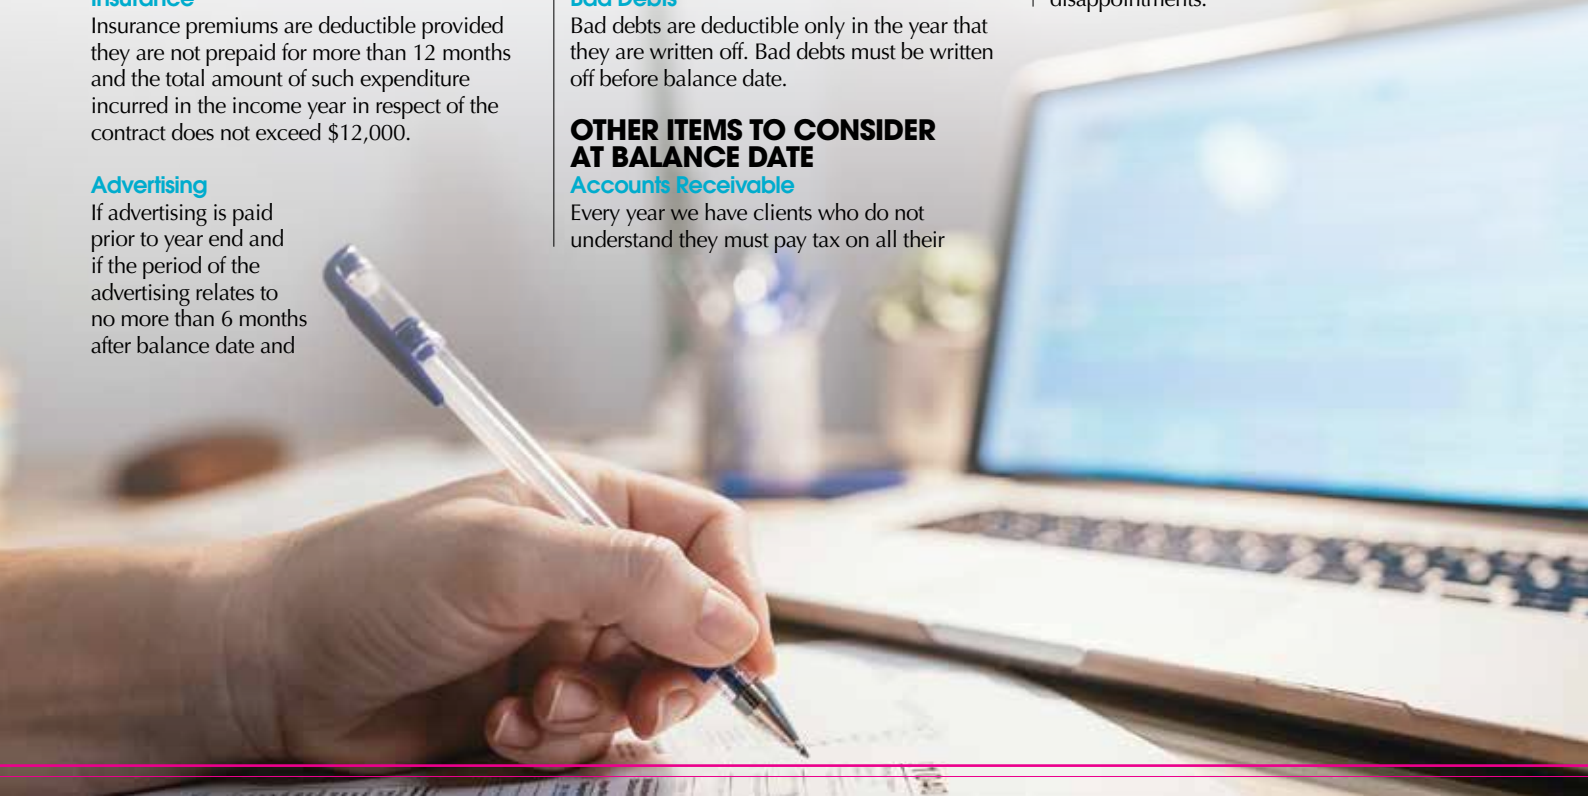 Insurance
Insurance premiums are deductible provided
they are not prepaid for more than 12 months
and the total amount of such expenditure
incurred in the income year in respect of the
contract does not exceed $12,000.
Advertising
If advertising is paid
prior to year end and
if the period of the
advertising relates to
no more than 6 months
after balance date and
Bad Debts
Bad debts are deductible only in the year that
they are written off. Bad debts must be written
off before balance date.
OTHER ITEMS TO CONSIDER
AT BALANCE DATE
Accounts Receivable
Every year we have clients who do not
understand they must pay tax on all their
disappointments.